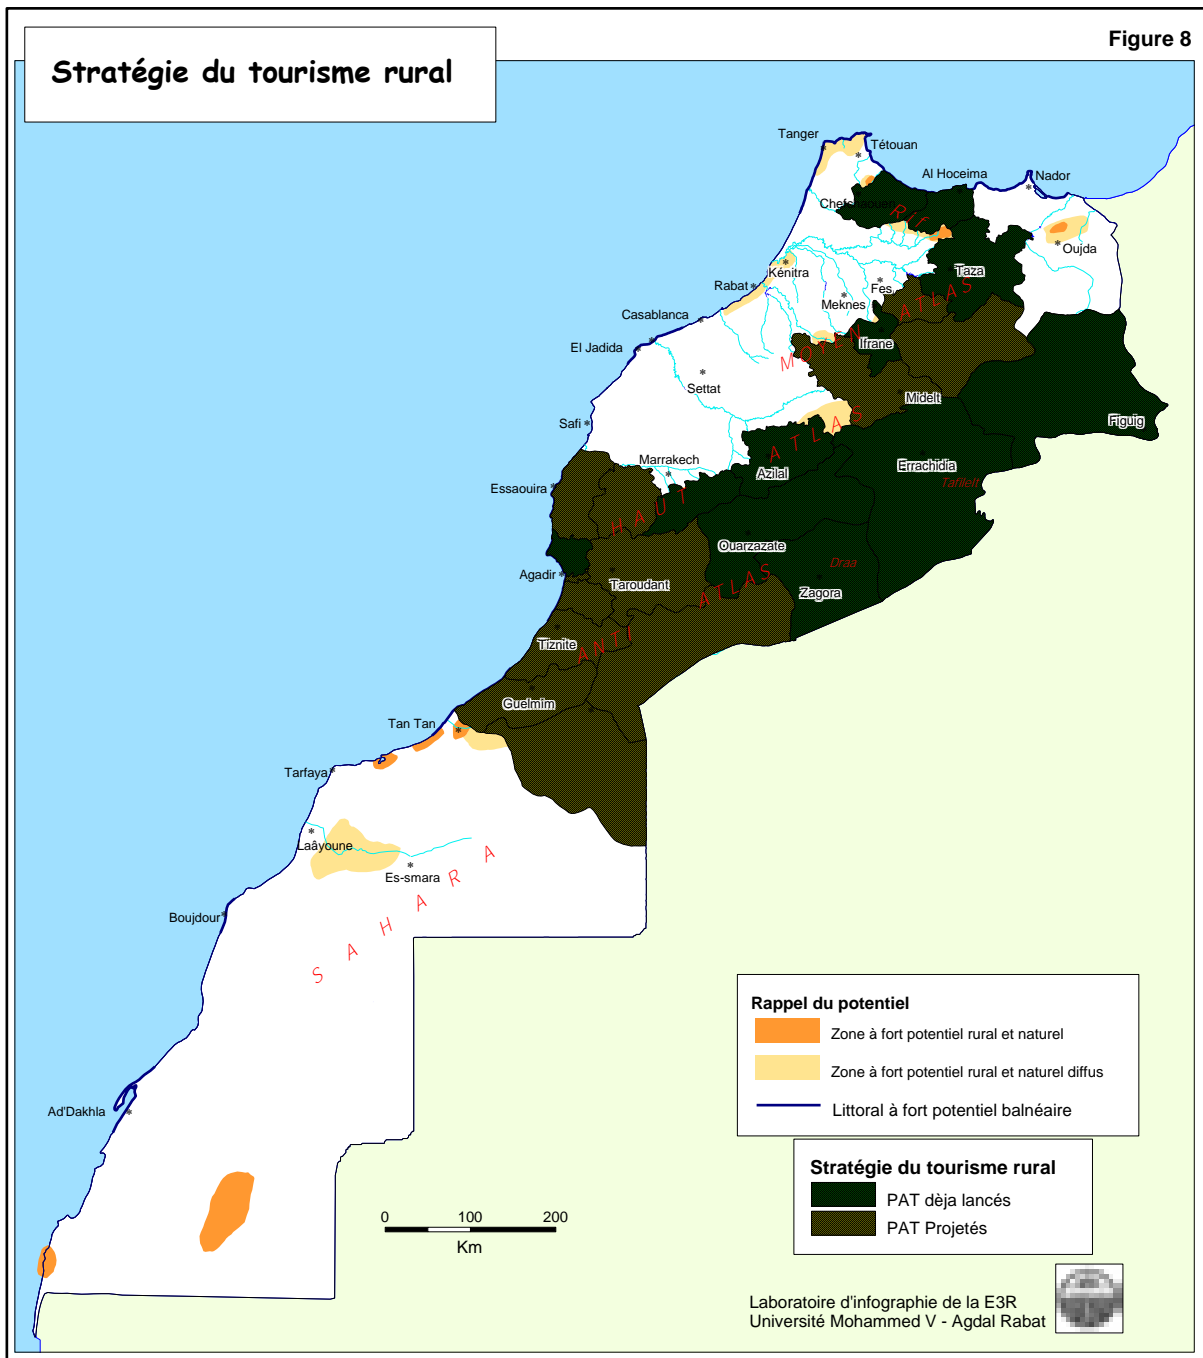 Figure 8
Stratégie du tourisme rural
Tanger
Tétouan
Al Hoceima
Nador
Chefchaouen
Rif
Oujda
Kénitra
Taza
Rabat
Fes
Meknes
Casablanca
MOYEN ATLAS
El Jadida
Ifrane
Settat
Midelt
Safi
Figuig
Marrakech
HAUT ATLAS
Azilal
Errachidia
Essaouira
Tafilelt
Ouarzazate
Agadir
Taroudant
Draa
Zagora
ANTI ATLAS
Tiznite
Guelmim
Tan Tan
Tarfaya
Laâyoune
Es-smara
SAHARA
Boujdour
Ad'Dakhla
Rappel du potentiel
Zone à fort potentiel rural et naturel
Zone à fort potentiel rural et naturel diffus
Littoral à fort potentiel balnéaire
Stratégie du tourisme rural
PAT dèja lancés
PAT Projetés
0 100 200
Km
Laboratoire d'infographie de la E3R
Université Mohammed V - Agdal Rabat